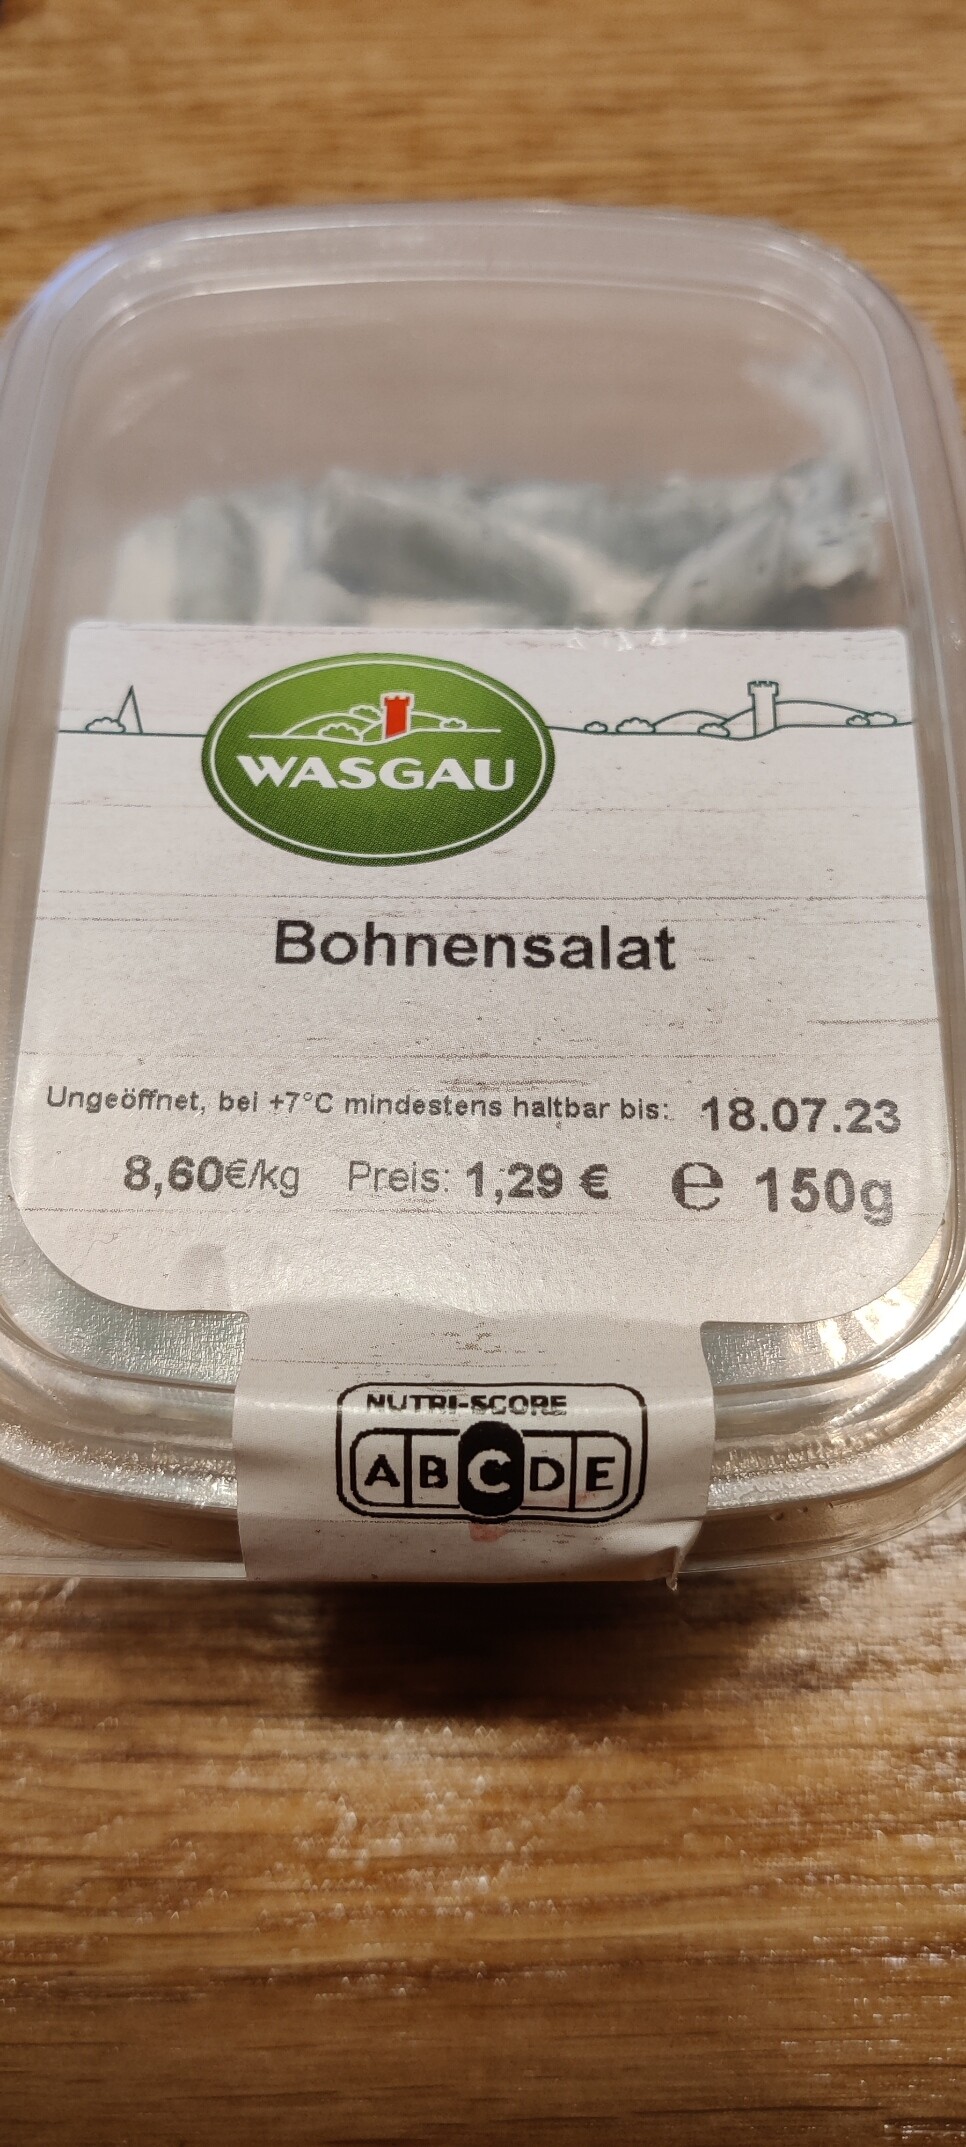 WASGAU
Bohnensalat
Ungeöffnet, bei +7°C mindestens haltbar bis: 18.07.23
8,60€/kg Preis: 1,29 € ℮ 150g
NUTRI-SCORE
A B C D E